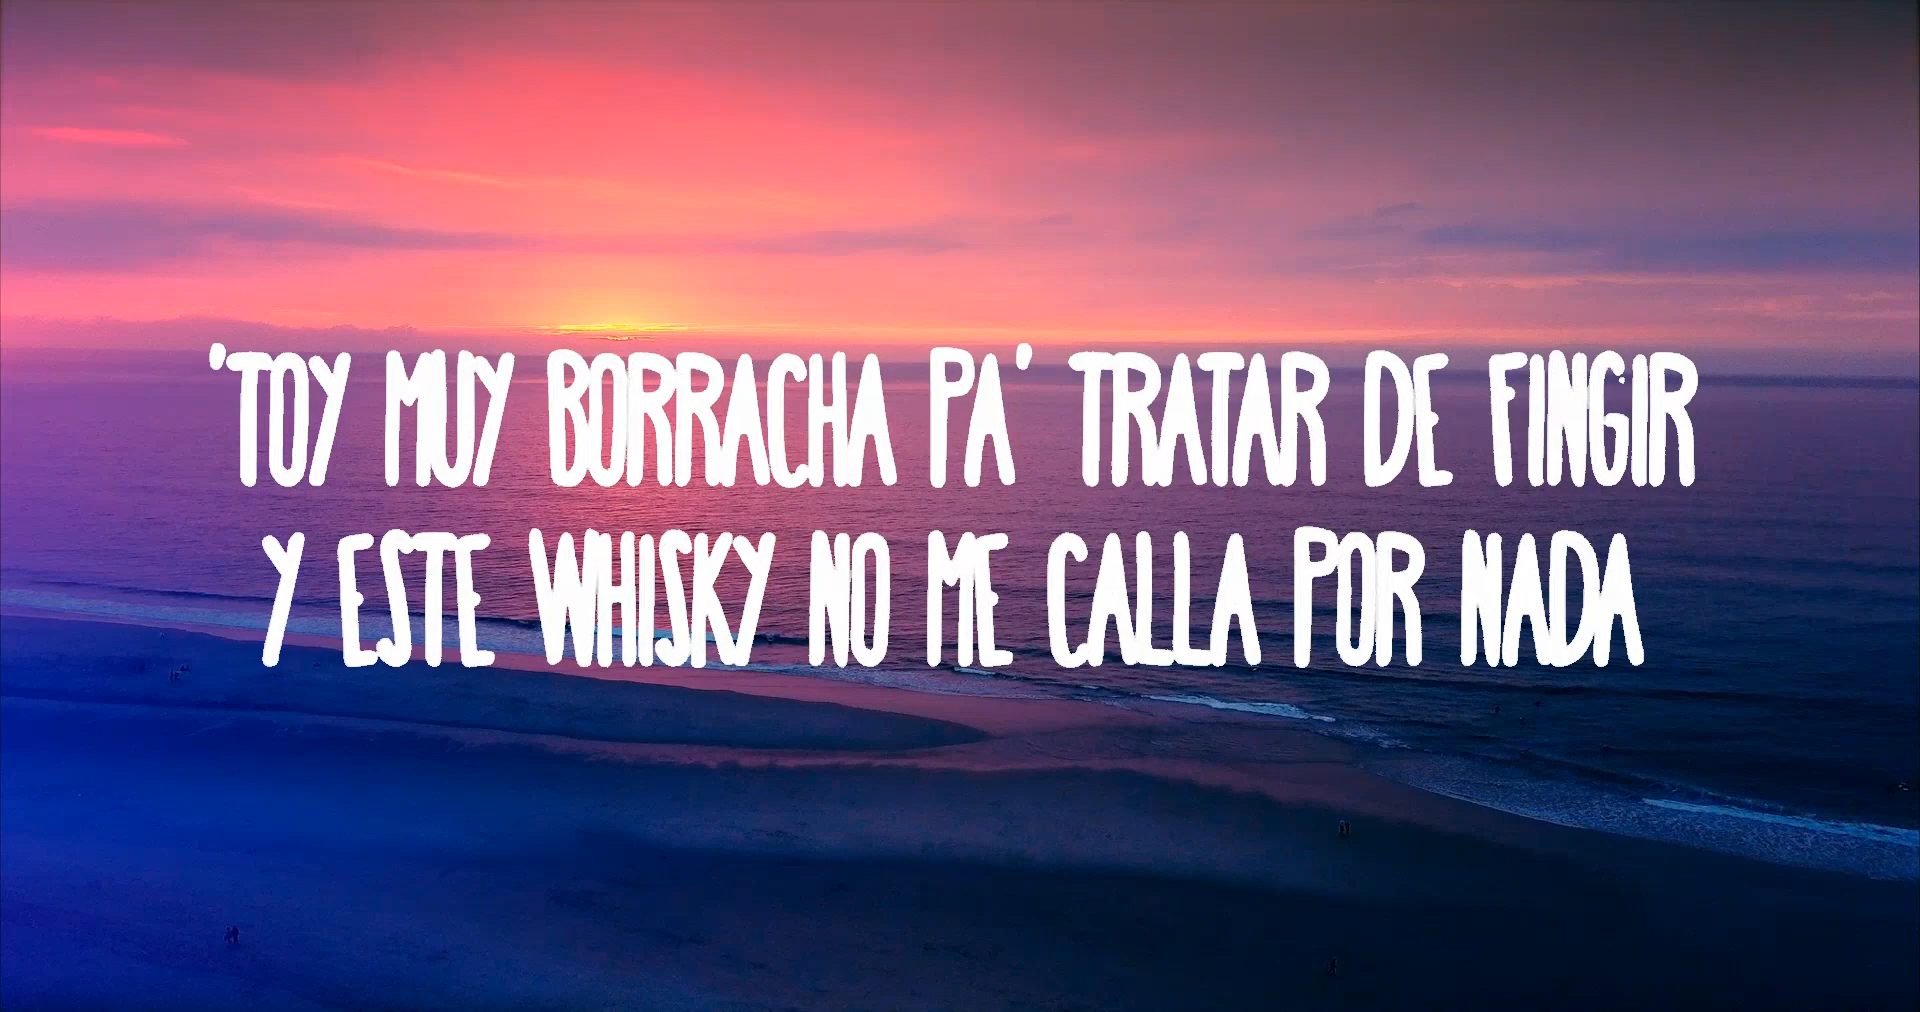 'TOY MUY BORRACHA PA' TRATAR DE FINGIR
Y ESTE WHISKY NO ME CALLA POR NADA